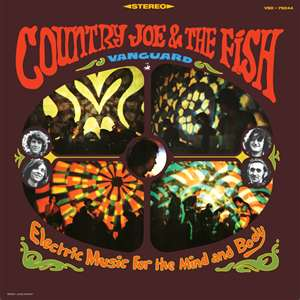 STEREO
VSD - 79244
COUNTRY JOE & THE FISH
VANGUARD
Electric Music for the Mind and Body